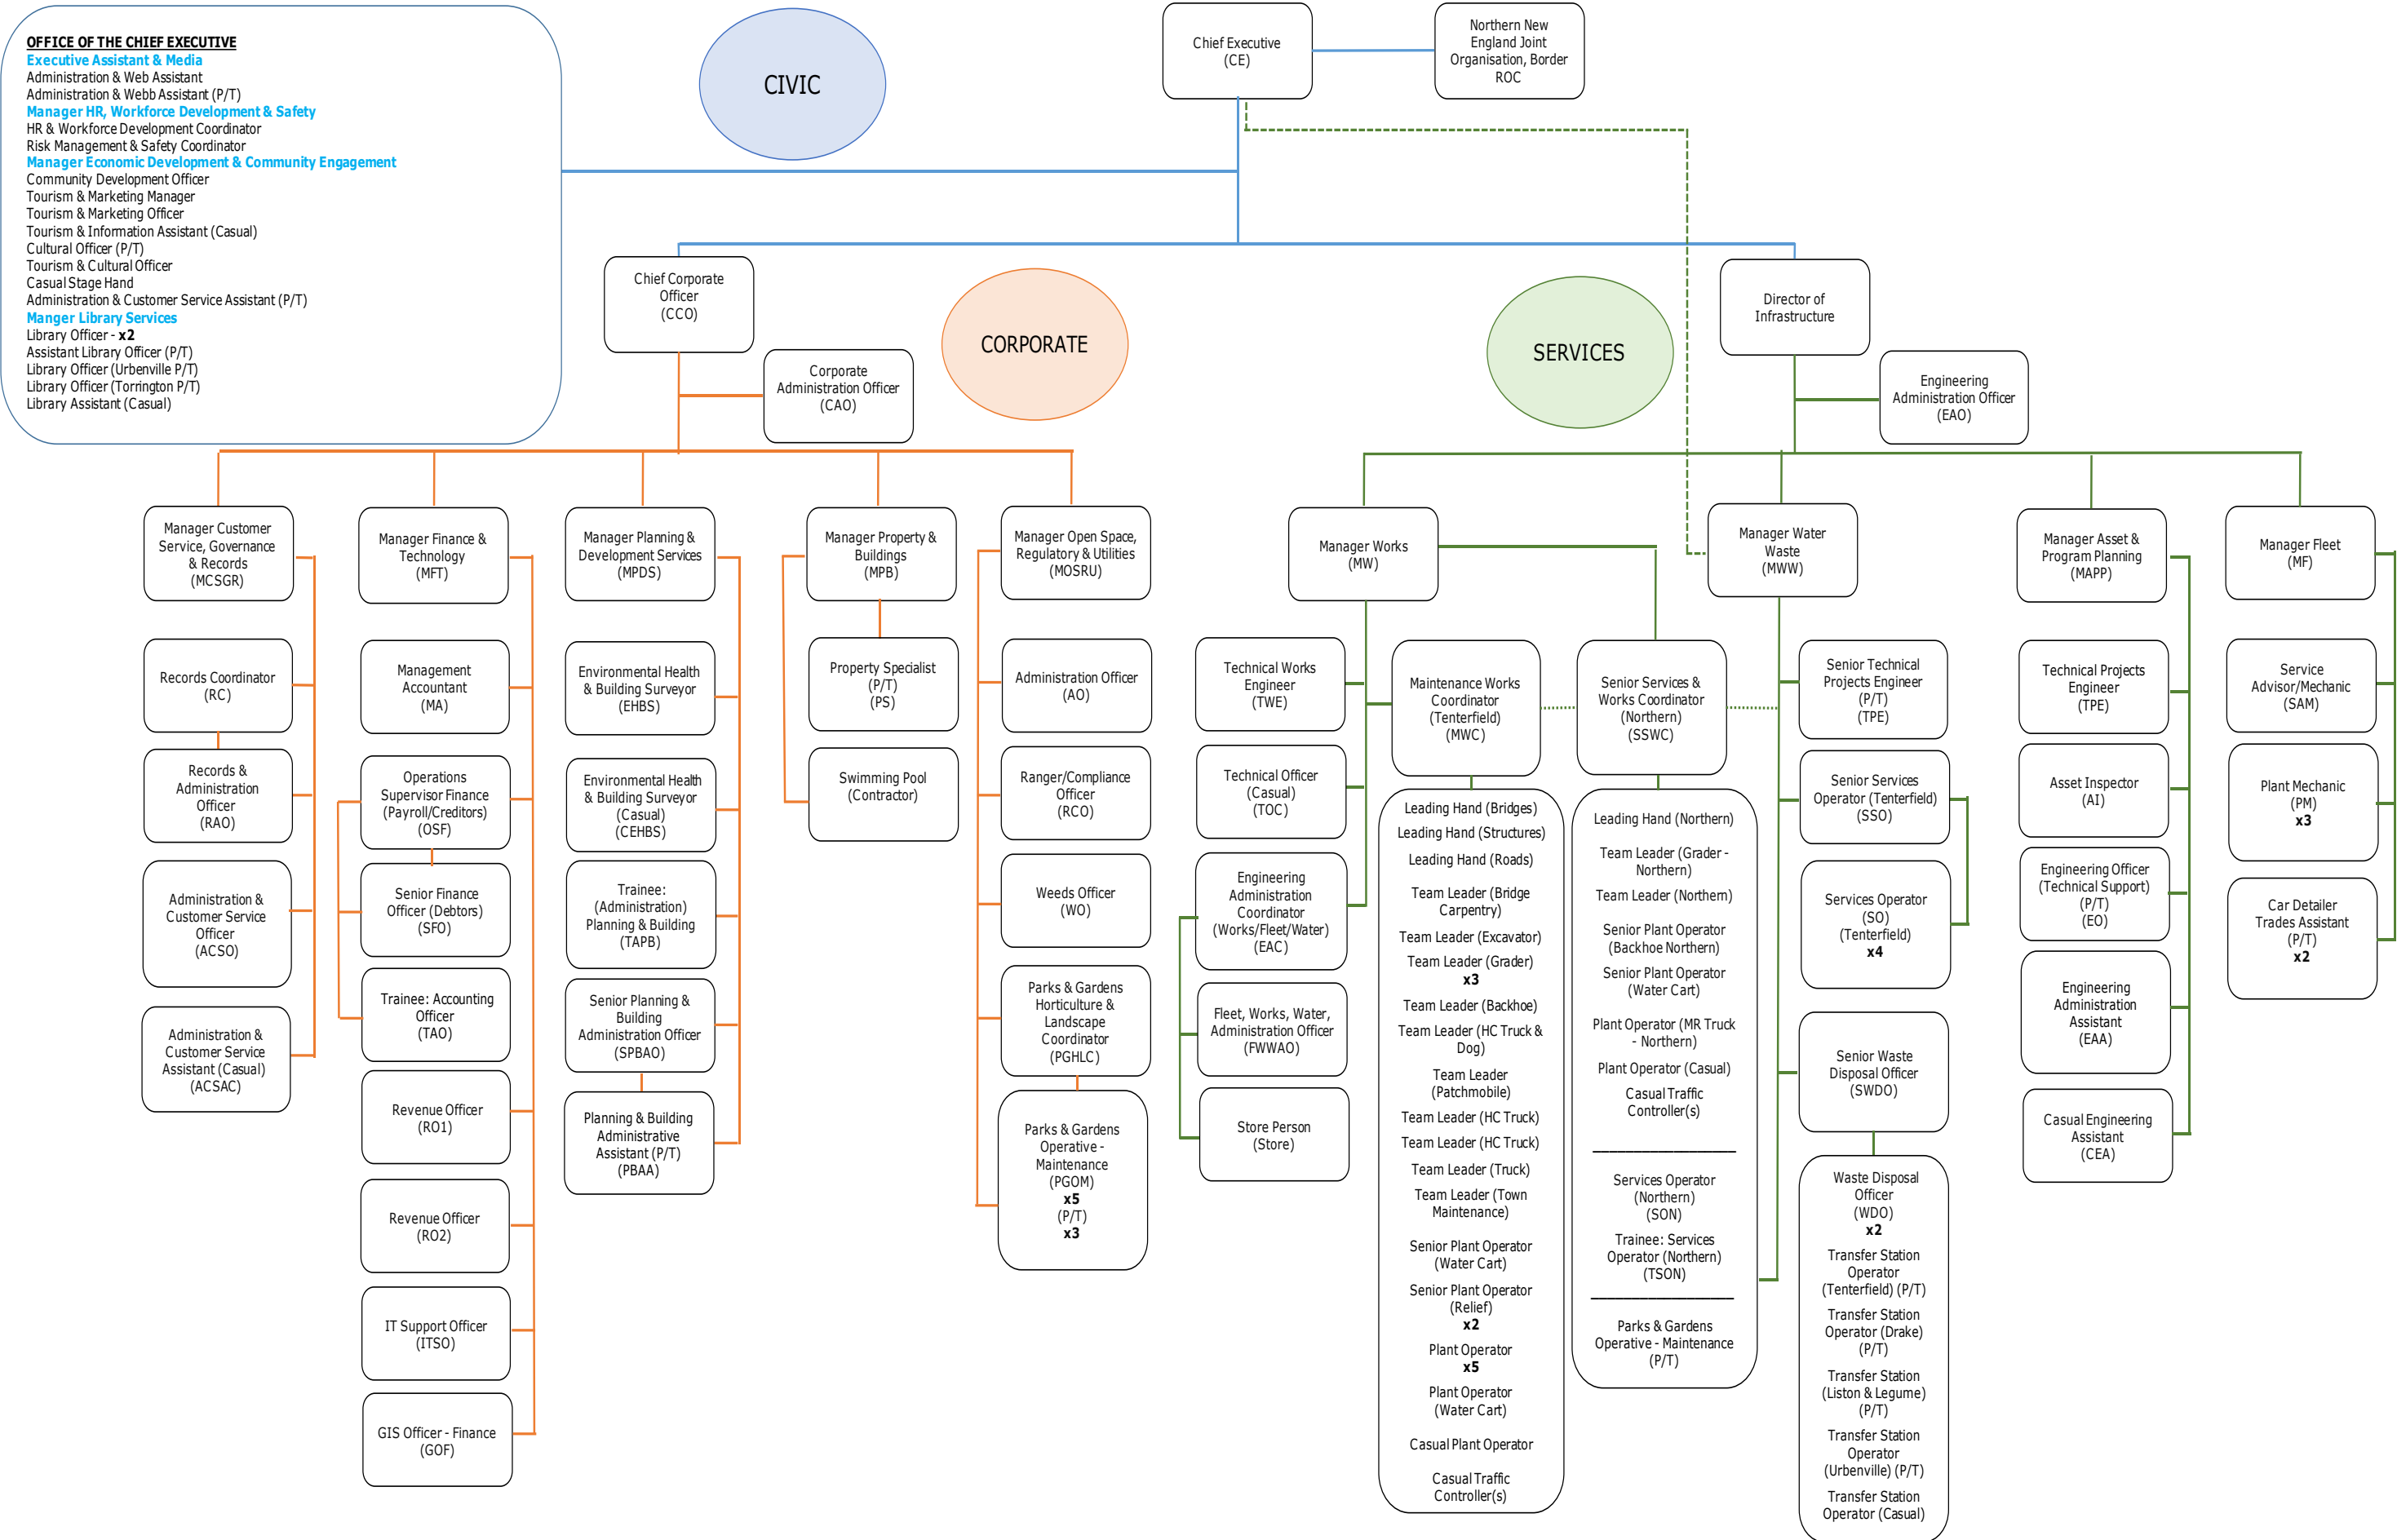 OFFICE OF THE CHIEF EXECUTIVE
Executive Assistant & Media
Administration & Web Assistant
Administration & Webb Assistant (P/T)
Manager HR, Workforce Development & Safety
HR & Workforce Development Coordinator
Risk Management & Safety Coordinator
Manager Economic Development & Community Engagement
Community Development Officer
Tourism & Marketing Manager
Tourism & Marketing Officer
Tourism & Information Assistant (Casual)
Cultural Officer (P/T)
Tourism & Cultural Officer
Casual Stage Hand
Administration & Customer Service Assistant (P/T)
Manger Library Services
Library Officer - x2
Assistant Library Officer (P/T)
Library Officer (Urbenville P/T)
Library Officer (Torrington P/T)
Library Assistant (Casual)
CIVIC
Chief Executive
(CE)
Northern New
England Joint
Organisation, Border
ROC
Chief Corporate
Officer
(CCO)
Corporate
Administration Officer
(CAO)
CORPORATE
SERVICES
Director of
Infrastructure
Engineering
Administration Officer
(EAO)
Manager Customer
Service, Governance
& Records
(MCSGR)
Records Coordinator
(RC)
Records &
Administration
Officer
(RAO)
Administration &
Customer Service
Officer
(ACSO)
Administration &
Customer Service
Assistant (Casual)
(ACSAC)
Manager Finance &
Technology
(MFT)
Management
Accountant
(MA)
Operations
Supervisor Finance
(Payroll/Creditors)
(OSF)
Senior Finance
Officer (Debtors)
(SFO)
Trainee: Accounting
Officer
(TAO)
Revenue Officer
(RO1)
Revenue Officer
(RO2)
IT Support Officer
(ITSO)
GIS Officer - Finance
(GOF)
Manager Planning &
Development Services
(MPDS)
Environmental Health
& Building Surveyor
(EHBS)
Environmental Health
& Building Surveyor
(Casual)
(CEHBS)
Trainee:
(Administration)
Planning & Building
(TAPB)
Senior Planning &
Building
Administration Officer
(SPBAO)
Planning & Building
Administrative
Assistant (P/T)
(PBAA)
Manager Property &
Buildings
(MPB)
Property Specialist
(P/T)
(PS)
Swimming Pool
(Contractor)
Manager Open Space,
Regulatory & Utilities
(MOSRU)
Administration Officer
(AO)
Ranger/Compliance
Officer
(RCO)
Weeds Officer
(WO)
Parks & Gardens
Horticulture &
Landscape
Coordinator
(PGHLC)
Parks & Gardens
Operative -
Maintenance
(PGOM)
x5
(P/T)
x3
Manager Works
(MW)
Technical Works
Engineer
(TWE)
Technical Officer
(Casual)
(TOC)
Engineering
Administration
Coordinator
(Works/Fleet/Water)
(EAC)
Fleet, Works, Water,
Administration Officer
(FWWAO)
Store Person
(Store)
Maintenance Works
Coordinator
(Tenterfield)
(MWC)
Leading Hand (Bridges)
Leading Hand (Structures)
Leading Hand (Roads)
Team Leader (Bridge
Carpentry)
Team Leader (Excavator)
Team Leader (Grader)
x3
Team Leader (Backhoe)
Team Leader (HC Truck &
Dog)
Team Leader
(Patchmobile)
Team Leader (HC Truck)
Team Leader (HC Truck)
Team Leader (Truck)
Team Leader (Town
Maintenance)
Senior Plant Operator
(Water Cart)
Senior Plant Operator
(Relief)
x2
Plant Operator
x5
Plant Operator
(Water Cart)
Casual Plant Operator
Casual Traffic
Controller(s)
Senior Services &
Works Coordinator
(Northern)
(SSWC)
Leading Hand (Northern)
Team Leader (Grader -
Northern)
Team Leader (Northern)
Senior Plant Operator
(Backhoe Northern)
Senior Plant Operator
(Water Cart)
Plant Operator (MR Truck
- Northern)
Plant Operator (Casual)
Casual Traffic
Controller(s)
Services Operator
(Northern)
(SON)
Trainee: Services
Operator (Northern)
(TSON)
Parks & Gardens
Operative - Maintenance
(P/T)
Manager Water
Waste
(MWW)
Senior Technical
Projects Engineer
(P/T)
(TPE)
Senior Services
Operator (Tenterfield)
(SSO)
Services Operator
(SO)
(Tenterfield)
x4
Senior Waste
Disposal Officer
(SWDO)
Waste Disposal
Officer
(WDO)
x2
Transfer Station
Operator
(Tenterfield) (P/T)
Transfer Station
Operator (Drake)
(P/T)
Transfer Station
(Liston & Legume)
(P/T)
Transfer Station
Operator
(Urbenville) (P/T)
Transfer Station
Operator (Casual)
Manager Asset &
Program Planning
(MAPP)
Technical Projects
Engineer
(TPE)
Asset Inspector
(AI)
Engineering Officer
(Technical Support)
(P/T)
(EO)
Engineering
Administration
Assistant
(EAA)
Casual Engineering
Assistant
(CEA)
Manager Fleet
(MF)
Service
Advisor/Mechanic
(SAM)
Plant Mechanic
(PM)
x3
Car Detailer
Trades Assistant
(P/T)
x2